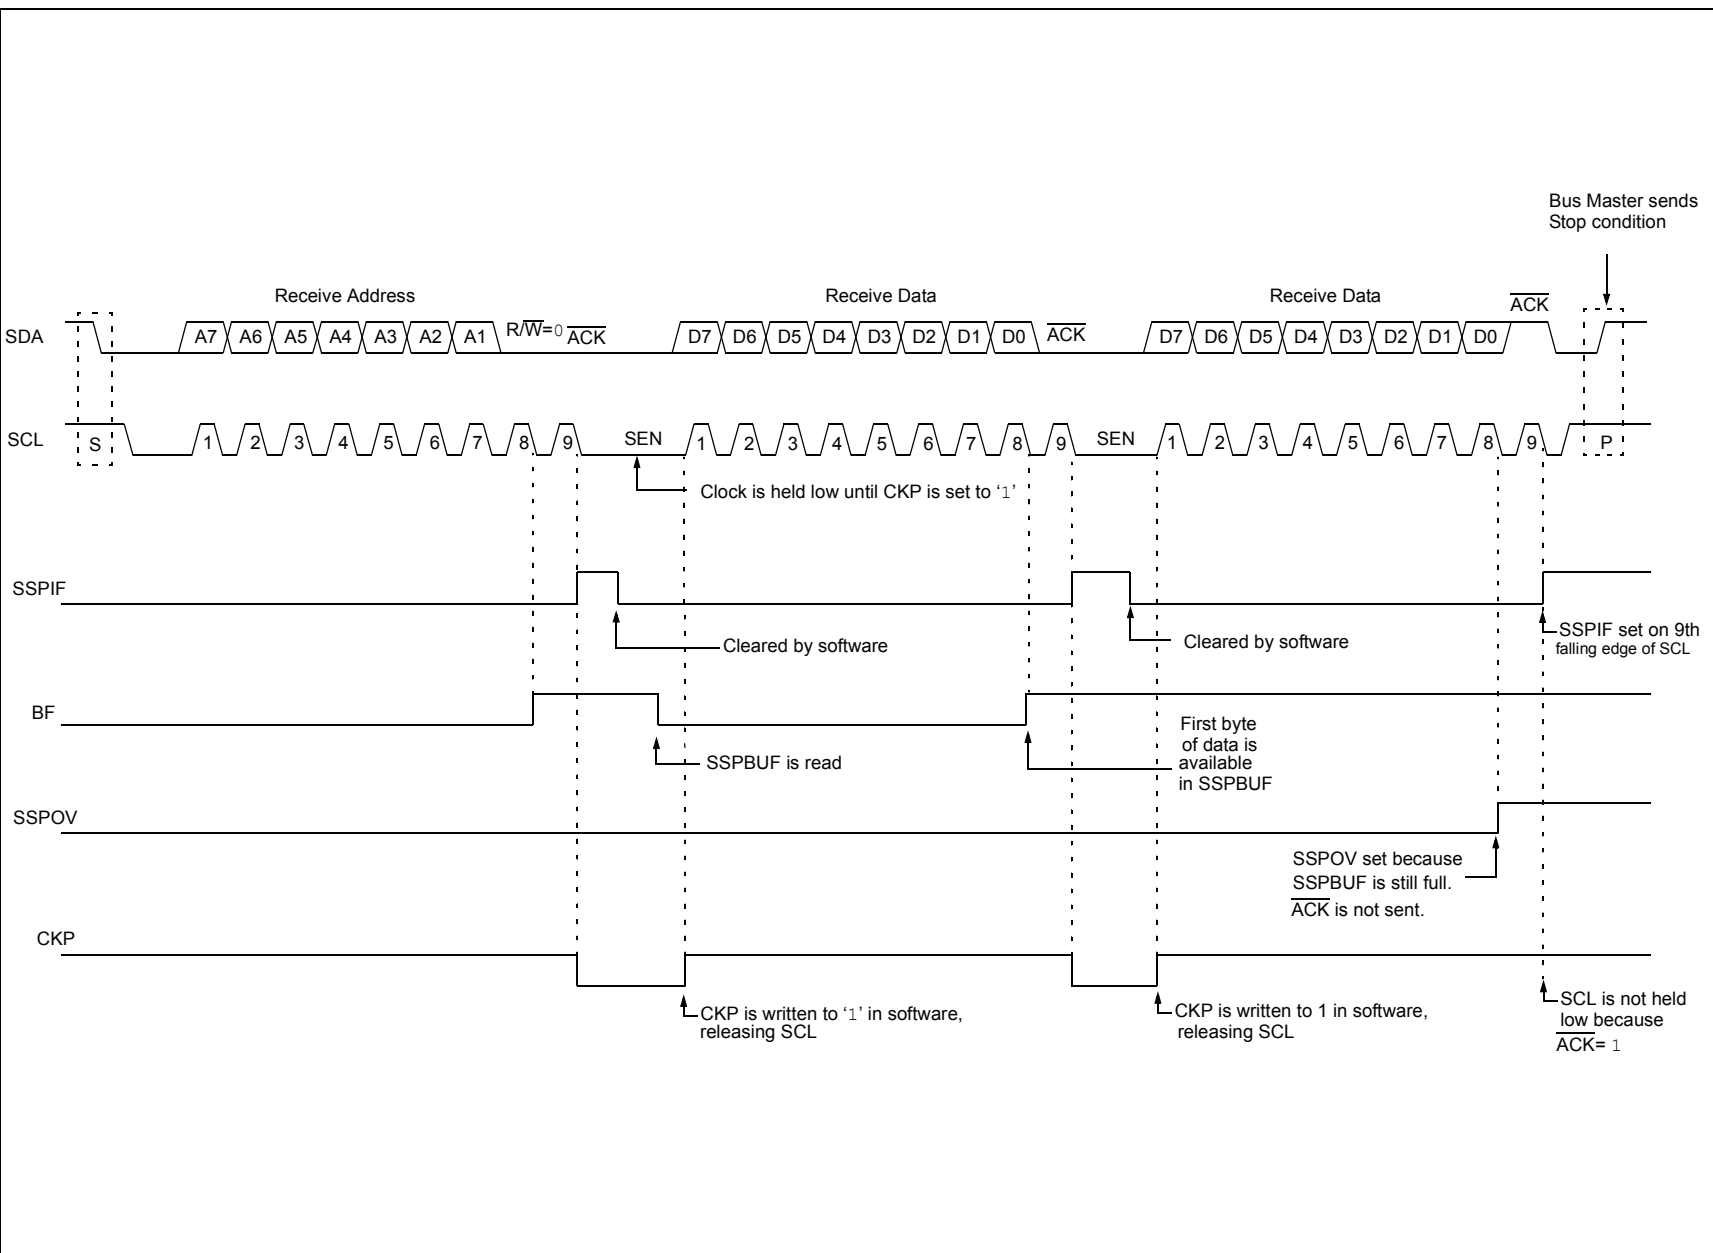 Bus Master sends
Stop condition
Receive Address
Receive Data
Receive Data
ACK
SDA
A7 A6 A5 A4 A3 A2 A1 R/W=0 ACK
D7 D6 D5 D4 D3 D2 D1 D0 ACK
D7 D6 D5 D4 D3 D2 D1 D0
SCL
S
1 2 3 4 5 6 7 8 9 SEN
1 2 3 4 5 6 7 8 9 SEN
1 2 3 4 5 6 7 8 9
P
Clock is held low until CKP is set to ‘1’
SSPIF
Cleared by software
Cleared by software
SSPIF set on 9th
falling edge of SCL
BF
SSPBUF is read
First byte
of data is
available
in SSPBUF
SSPOV
SSPOV set because
SSPBUF is still full.
ACK is not sent.
CKP
CKP is written to ‘1’ in software,
releasing SCL
CKP is written to 1 in software,
releasing SCL
SCL is not held
low because
ACK= 1